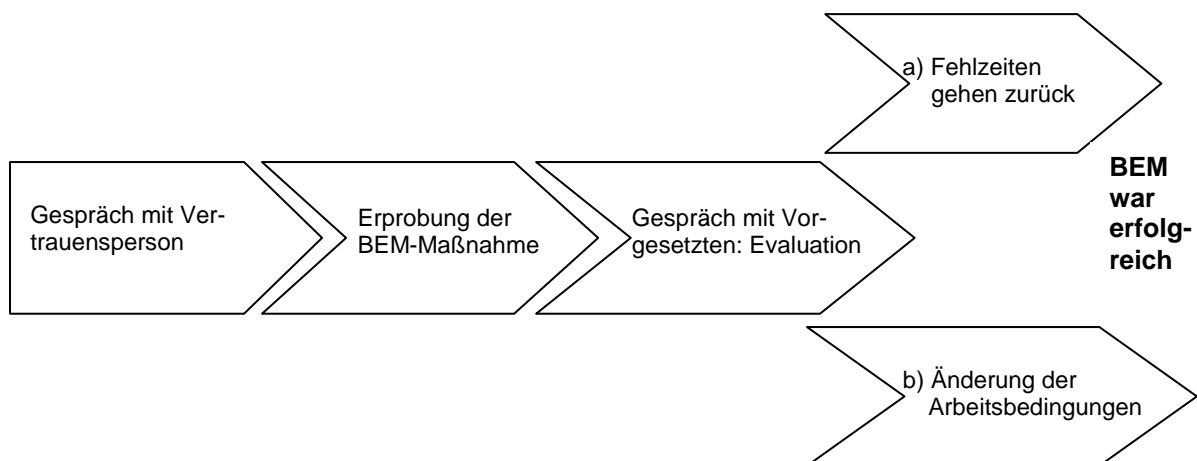 Gespräch mit Ver-
trauensperson
Erprobung der
BEM-Maßnahme
Gespräch mit Vor-
gesetzten: Evaluation
a) Fehlzeiten
gehen zurück
b) Änderung der
Arbeitsbedingungen
BEM
war
erfolg-
reich